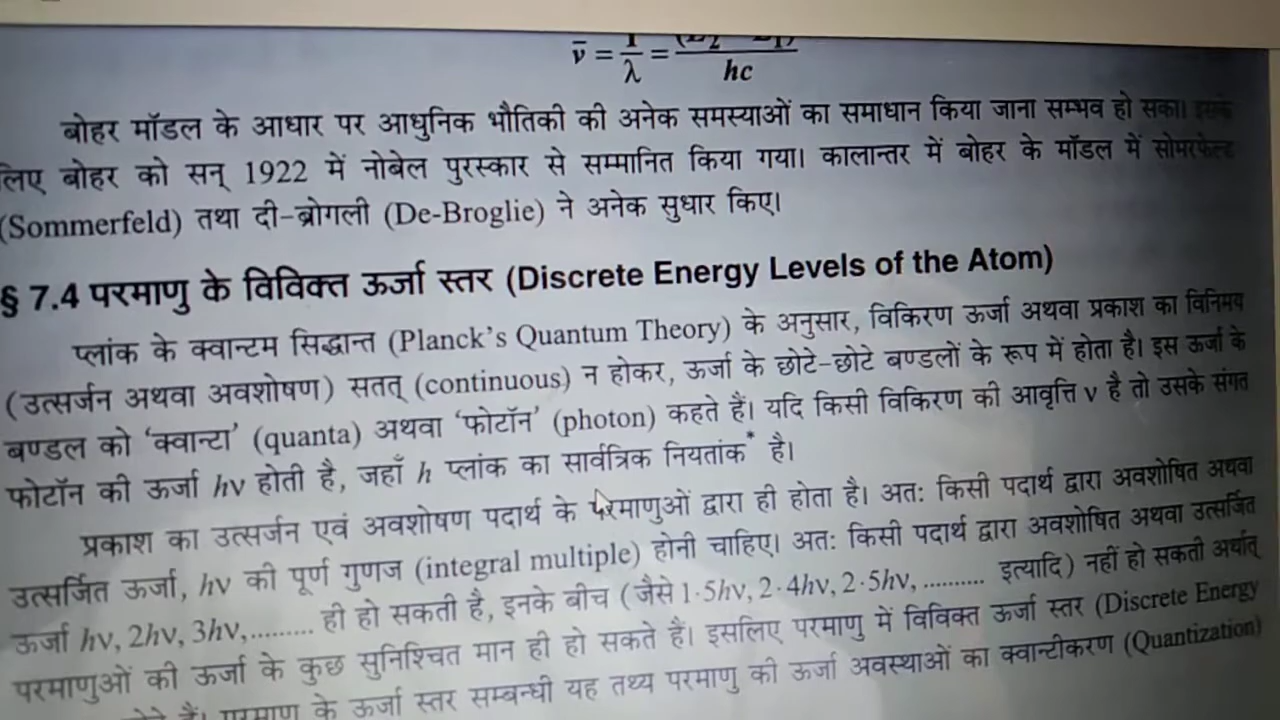 ν̄ = 1/λ = (E₂ − E₁)/hc
बोहर मॉडल के आधार पर आधुनिक भौतिकी की अनेक समस्याओं का समाधान किया जाना सम्भव हो सका। इसके
लिए बोहर को सन् 1922 में नोबेल पुरस्कार से सम्मानित किया गया। कालान्तर में बोहर के मॉडल में सोमरफेल्ड
(Sommerfeld) तथा दी-ब्रोगली (De-Broglie) ने अनेक सुधार किए।
§ 7.4 परमाणु के विविक्त ऊर्जा स्तर (Discrete Energy Levels of the Atom)
प्लांक के क्वान्टम सिद्धान्त (Planck's Quantum Theory) के अनुसार, विकिरण ऊर्जा अथवा प्रकाश का विनिमय
(उत्सर्जन अथवा अवशोषण) सतत् (continuous) न होकर, ऊर्जा के छोटे-छोटे बण्डलों के रूप में होता है। इस ऊर्जा के
बण्डल को 'क्वान्टा' (quanta) अथवा 'फोटॉन' (photon) कहते हैं। यदि किसी विकिरण की आवृत्ति ν है तो उसके संगत
फोटॉन की ऊर्जा hν होती है, जहाँ h प्लांक का सार्वत्रिक नियतांक* है।
प्रकाश का उत्सर्जन एवं अवशोषण पदार्थ के परमाणुओं द्वारा ही होता है। अतः किसी पदार्थ द्वारा अवशोषित अथवा
उत्सर्जित ऊर्जा, hν की पूर्ण गुणज (integral multiple) होनी चाहिए। अतः किसी पदार्थ द्वारा अवशोषित अथवा उत्सर्जित
ऊर्जा hν, 2hν, 3hν,......... ही हो सकती है, इनके बीच (जैसे 1·5hν, 2·4hν, 2·5hν, .......... इत्यादि) नहीं हो सकती अर्थात्
परमाणुओं की ऊर्जा के कुछ सुनिश्चित मान ही हो सकते हैं। इसलिए परमाणु में विविक्त ऊर्जा स्तर (Discrete Energy
होते हैं। परमाणु के ऊर्जा स्तर सम्बन्धी यह तथ्य परमाणु की ऊर्जा अवस्थाओं का क्वान्टीकरण (Quantization)